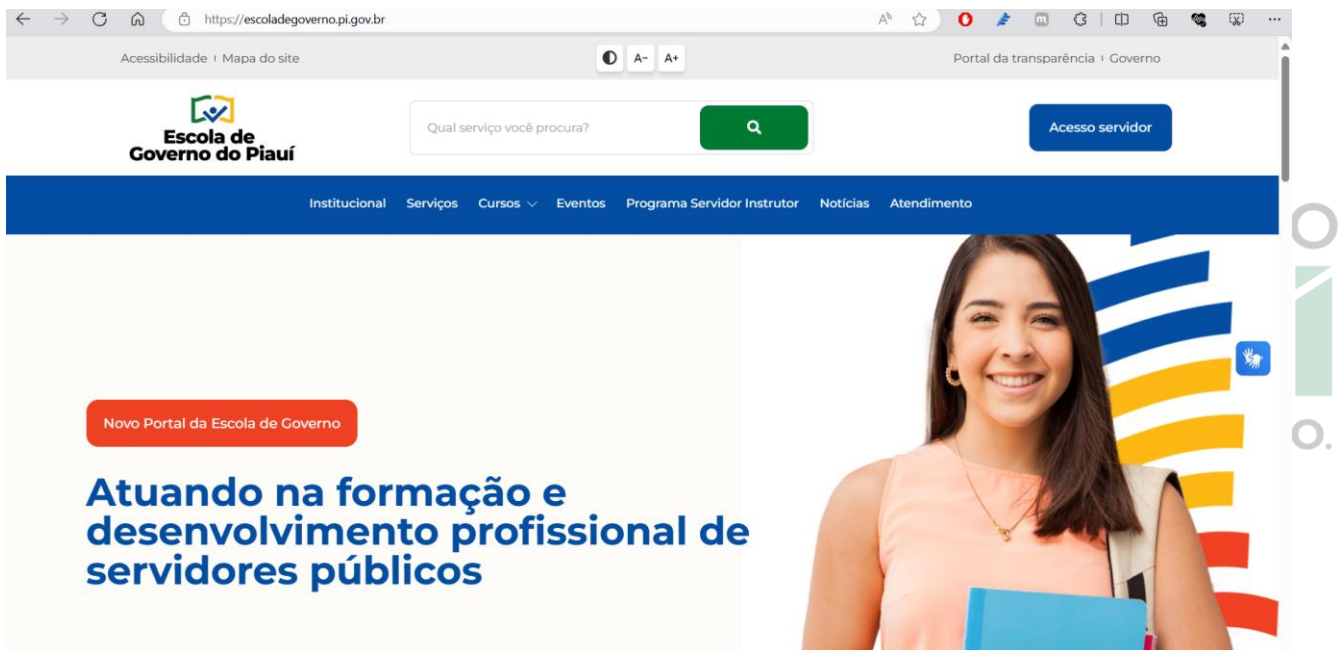 https://escoladegoverno.pi.gov.br
Acessibilidade
Mapa do site
A-
A+
Portal da transparência
Governo
Escola de
Governo do Piauí
Qual serviço você procura?
Acesso servidor
Institucional
Serviços
Cursos
Eventos
Programa Servidor Instrutor
Notícias
Atendimento
Novo Portal da Escola de Governo
Atuando na formação e
desenvolvimento profissional de
servidores públicos